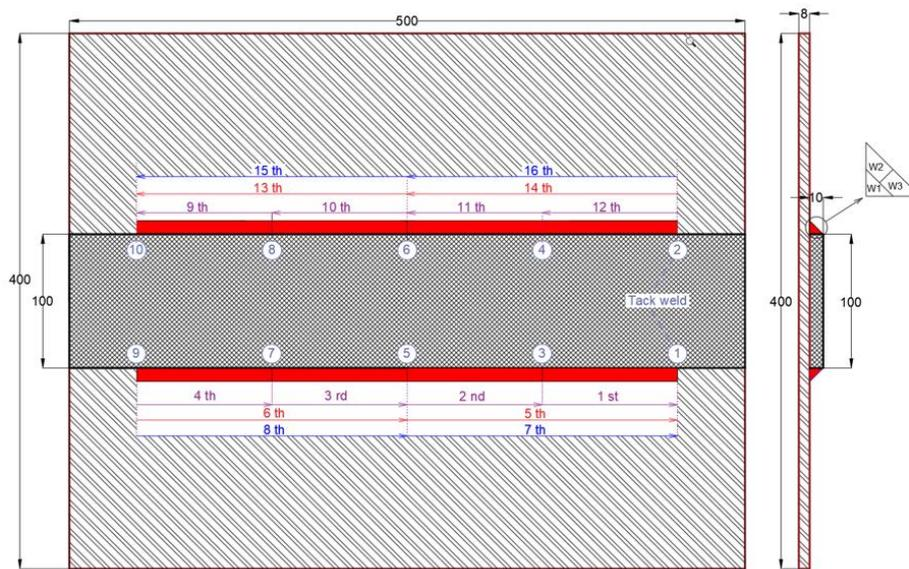 500
8
15 th 16 th
13 th 14 th
9 th 10 th 11 th 12 th
W2
W1 W3
10
10 8 6 4 2
400 100 Tack weld 400 100
9 7 5 3 1
4 th 3 rd 2 nd 1 st
6 th 5 th
8 th 7 th